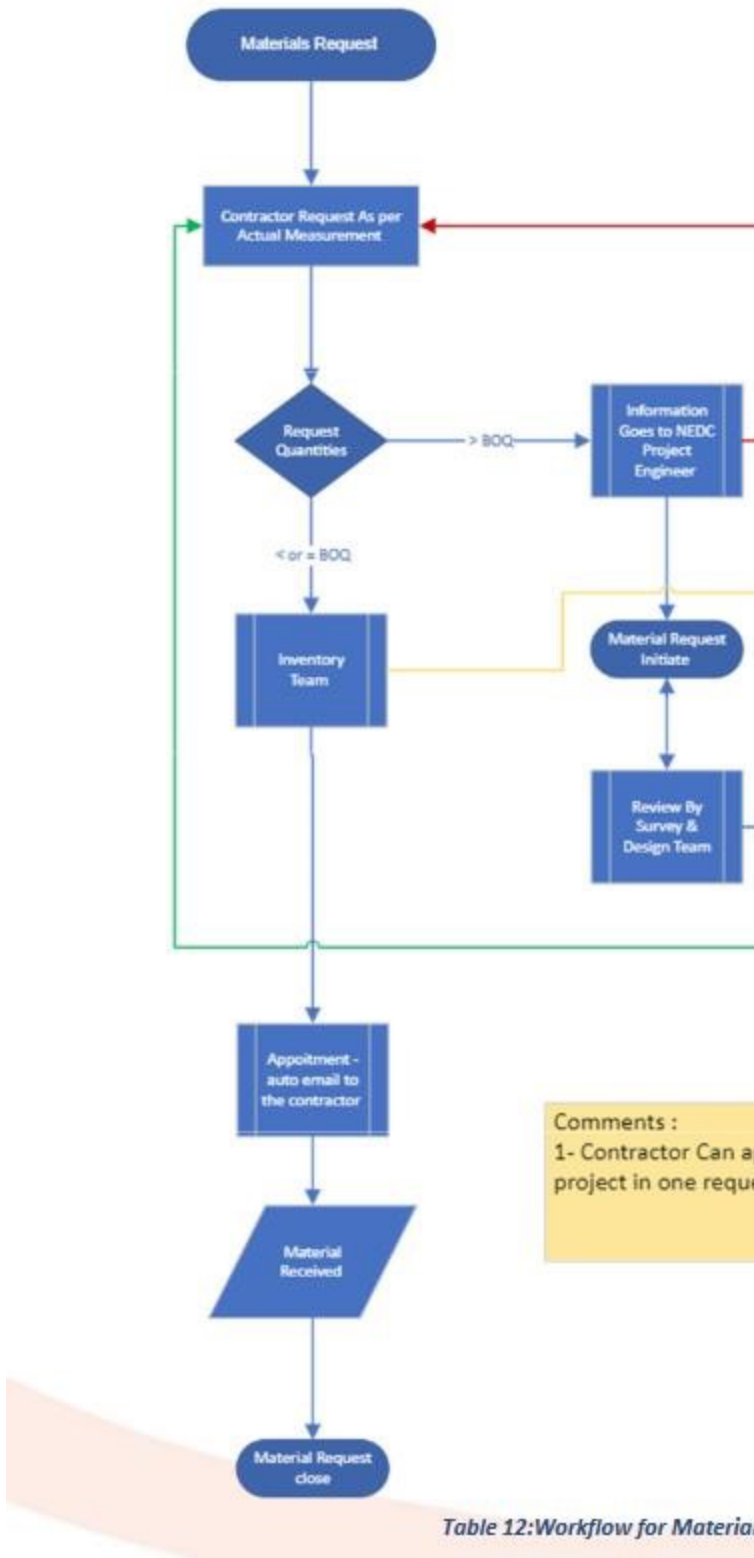 Materials Request
Contractor Request As per
Actual Measurement
Request
Quantities
> BOQ
Information
Goes to NEDC
Project
Engineer
< or = BOQ
Inventory
Team
Material Request
Initiate
Review By
Survey &
Design Team
Appoitment -
auto email to
the contractor
Comments :
1- Contractor Can a
project in one reque
Material
Received
Material Request
close
Table 12:Workflow for Material